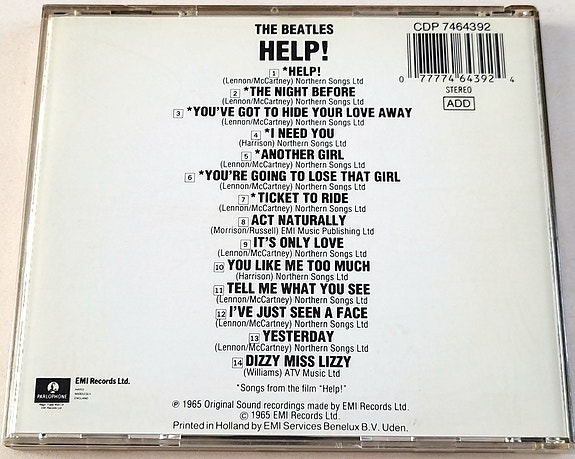 THE BEATLES
HELP!
CDP 7464392
0 77774 64392 4
STEREO
ADD
1 *HELP!
(Lennon/McCartney) Northern Songs Ltd
2 *THE NIGHT BEFORE
(Lennon/McCartney) Northern Songs Ltd
3 *YOU'VE GOT TO HIDE YOUR LOVE AWAY
(Lennon/McCartney) Northern Songs Ltd
4 *I NEED YOU
(Harrison) Northern Songs Ltd
5 *ANOTHER GIRL
(Lennon/McCartney) Northern Songs Ltd
6 *YOU'RE GOING TO LOSE THAT GIRL
(Lennon/McCartney) Northern Songs Ltd
7 *TICKET TO RIDE
(Lennon/McCartney) Northern Songs Ltd
8 ACT NATURALLY
(Morrison/Russell) EMI Music Publishing Ltd
9 IT'S ONLY LOVE
(Lennon/McCartney) Northern Songs Ltd
10 YOU LIKE ME TOO MUCH
(Harrison) Northern Songs Ltd
11 TELL ME WHAT YOU SEE
(Lennon/McCartney) Northern Songs Ltd
12 I'VE JUST SEEN A FACE
(Lennon/McCartney) Northern Songs Ltd
13 YESTERDAY
(Lennon/McCartney) Northern Songs Ltd
14 DIZZY MISS LIZZY
(Williams) ATV Music Ltd
*Songs from the film "Help!"
PARLOPHONE
EMI Records Ltd.
HAYES
MIDDLESEX
ENGLAND
℗ 1965 Original Sound recordings made by EMI Records Ltd.
© 1965 EMI Records Ltd.
Printed in Holland by EMI Services Benelux B.V. Uden.